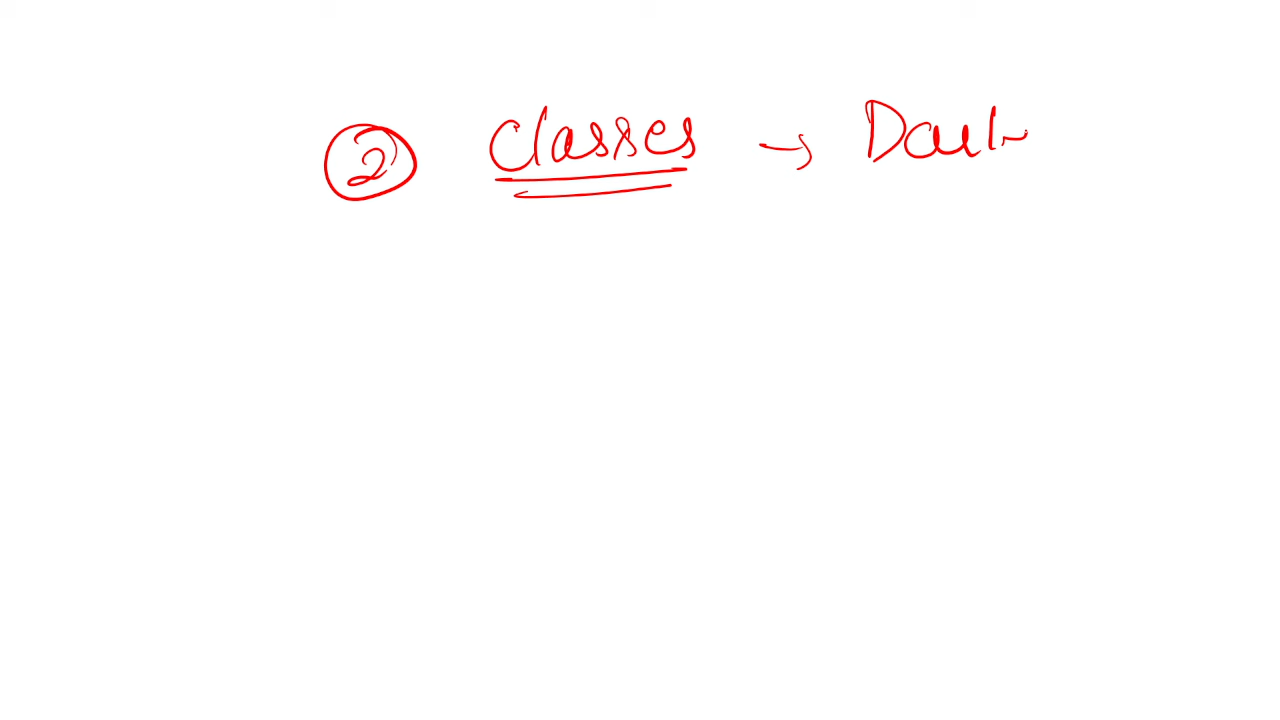 ② classes →